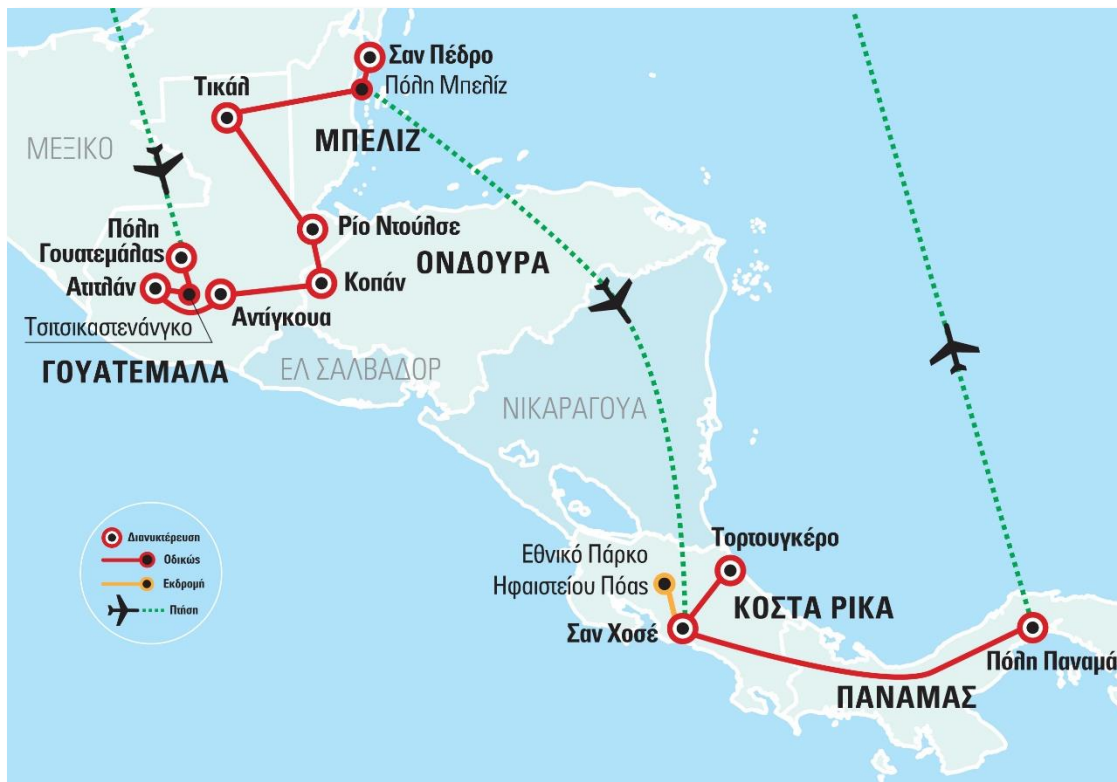 Σαν Πέδρο
Πόλη Μπελίζ
Τικάλ
ΜΕΞΙΚΟ
ΜΠΕΛΙΖ
Πόλη
Γουατεμάλας
Ρίο Ντούλσε
ΟΝΔΟΥΡΑ
Ατιτλάν
Κοπάν
Αντίγκουα
Τσιτσικαστενάνγκο
ΓΟΥΑΤΕΜΑΛΑ
ΕΛ ΣΑΛΒΑΔΟΡ
ΝΙΚΑΡΑΓΟΥΑ
Διανυκτέρευση
Οδικώς
Εκδρομή
Πτήση
Τορτουγκέρο
Εθνικό Πάρκο
Ηφαιστείου Πόας
ΚΟΣΤΑ ΡΙΚΑ
Σαν Χοσέ
Πόλη Παναμά
ΠΑΝΑΜΑΣ